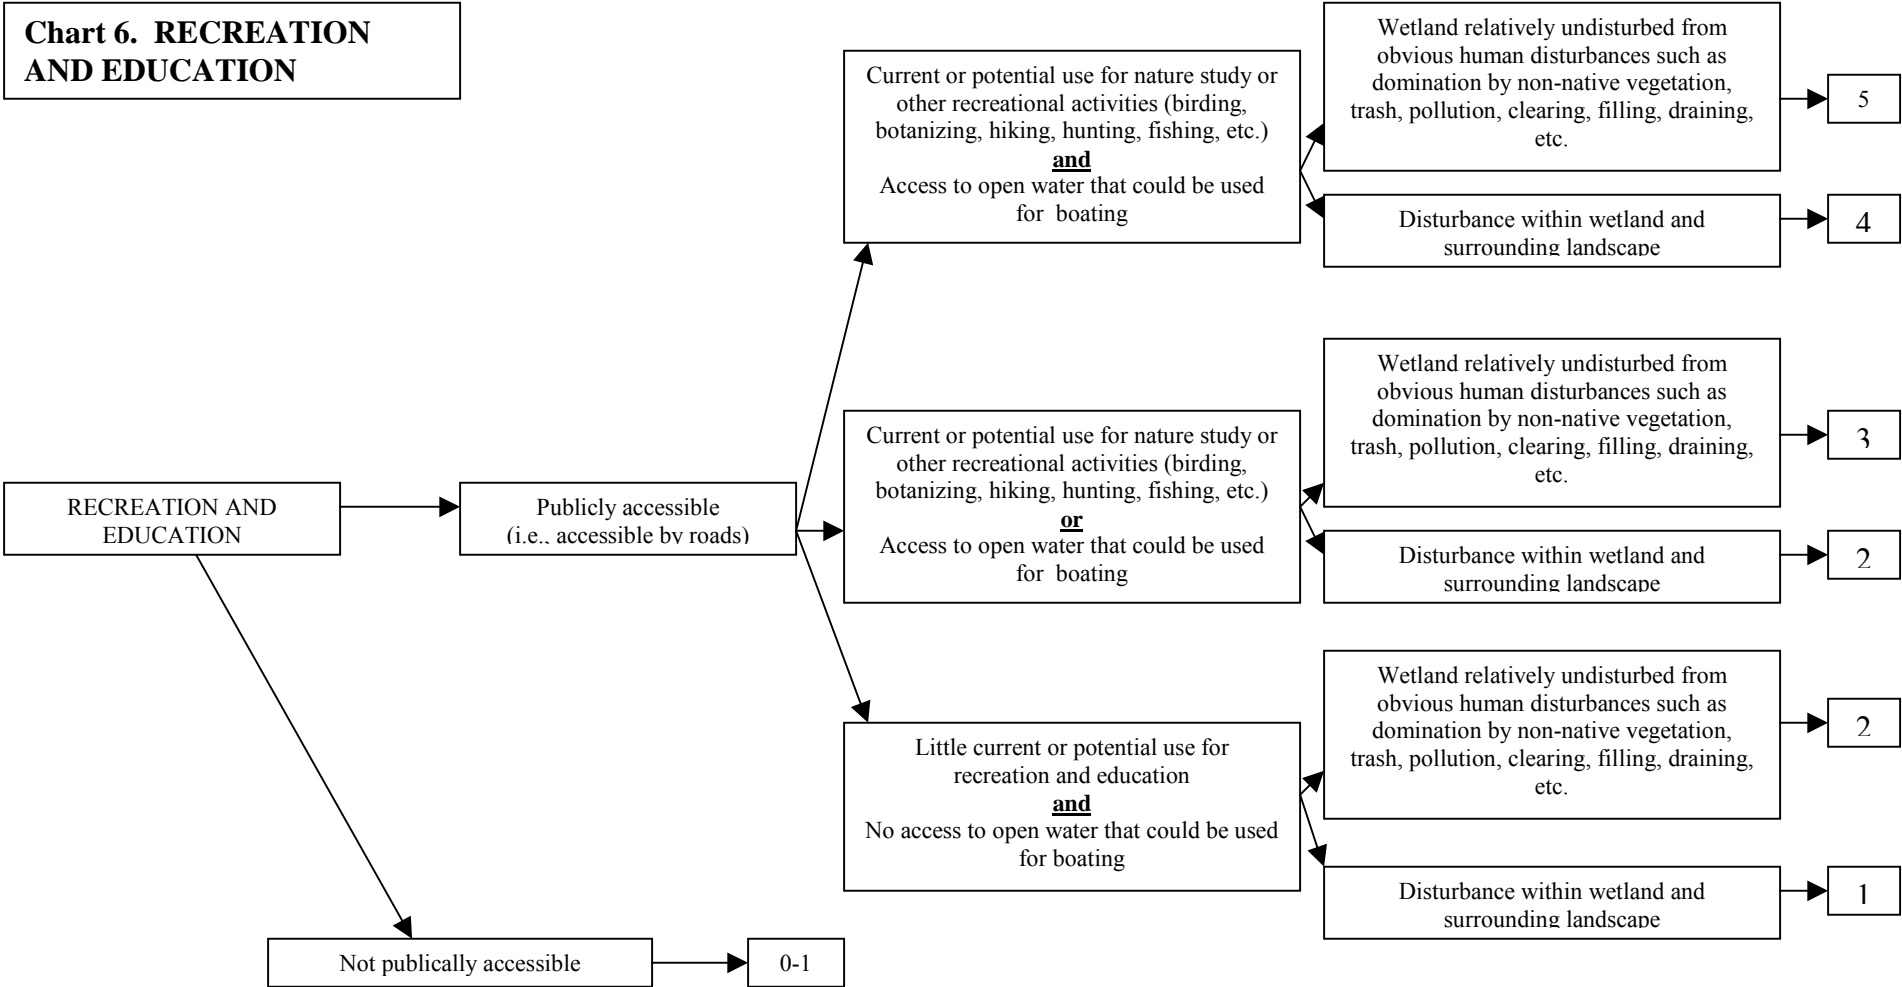 Chart 6. RECREATION
AND EDUCATION
RECREATION AND
EDUCATION
Publicly accessible
(i.e., accessible by roads)
Current or potential use for nature study or
other recreational activities (birding,
botanizing, hiking, hunting, fishing, etc.)
and
Access to open water that could be used
for boating
Wetland relatively undisturbed from
obvious human disturbances such as
domination by non-native vegetation,
trash, pollution, clearing, filling, draining,
etc.
5
Disturbance within wetland and
surrounding landscape
4
Current or potential use for nature study or
other recreational activities (birding,
botanizing, hiking, hunting, fishing, etc.)
or
Access to open water that could be used
for boating
Wetland relatively undisturbed from
obvious human disturbances such as
domination by non-native vegetation,
trash, pollution, clearing, filling, draining,
etc.
3
Disturbance within wetland and
surrounding landscape
2
Little current or potential use for
recreation and education
and
No access to open water that could be used
for boating
Wetland relatively undisturbed from
obvious human disturbances such as
domination by non-native vegetation,
trash, pollution, clearing, filling, draining,
etc.
2
Disturbance within wetland and
surrounding landscape
1
Not publically accessible
0-1